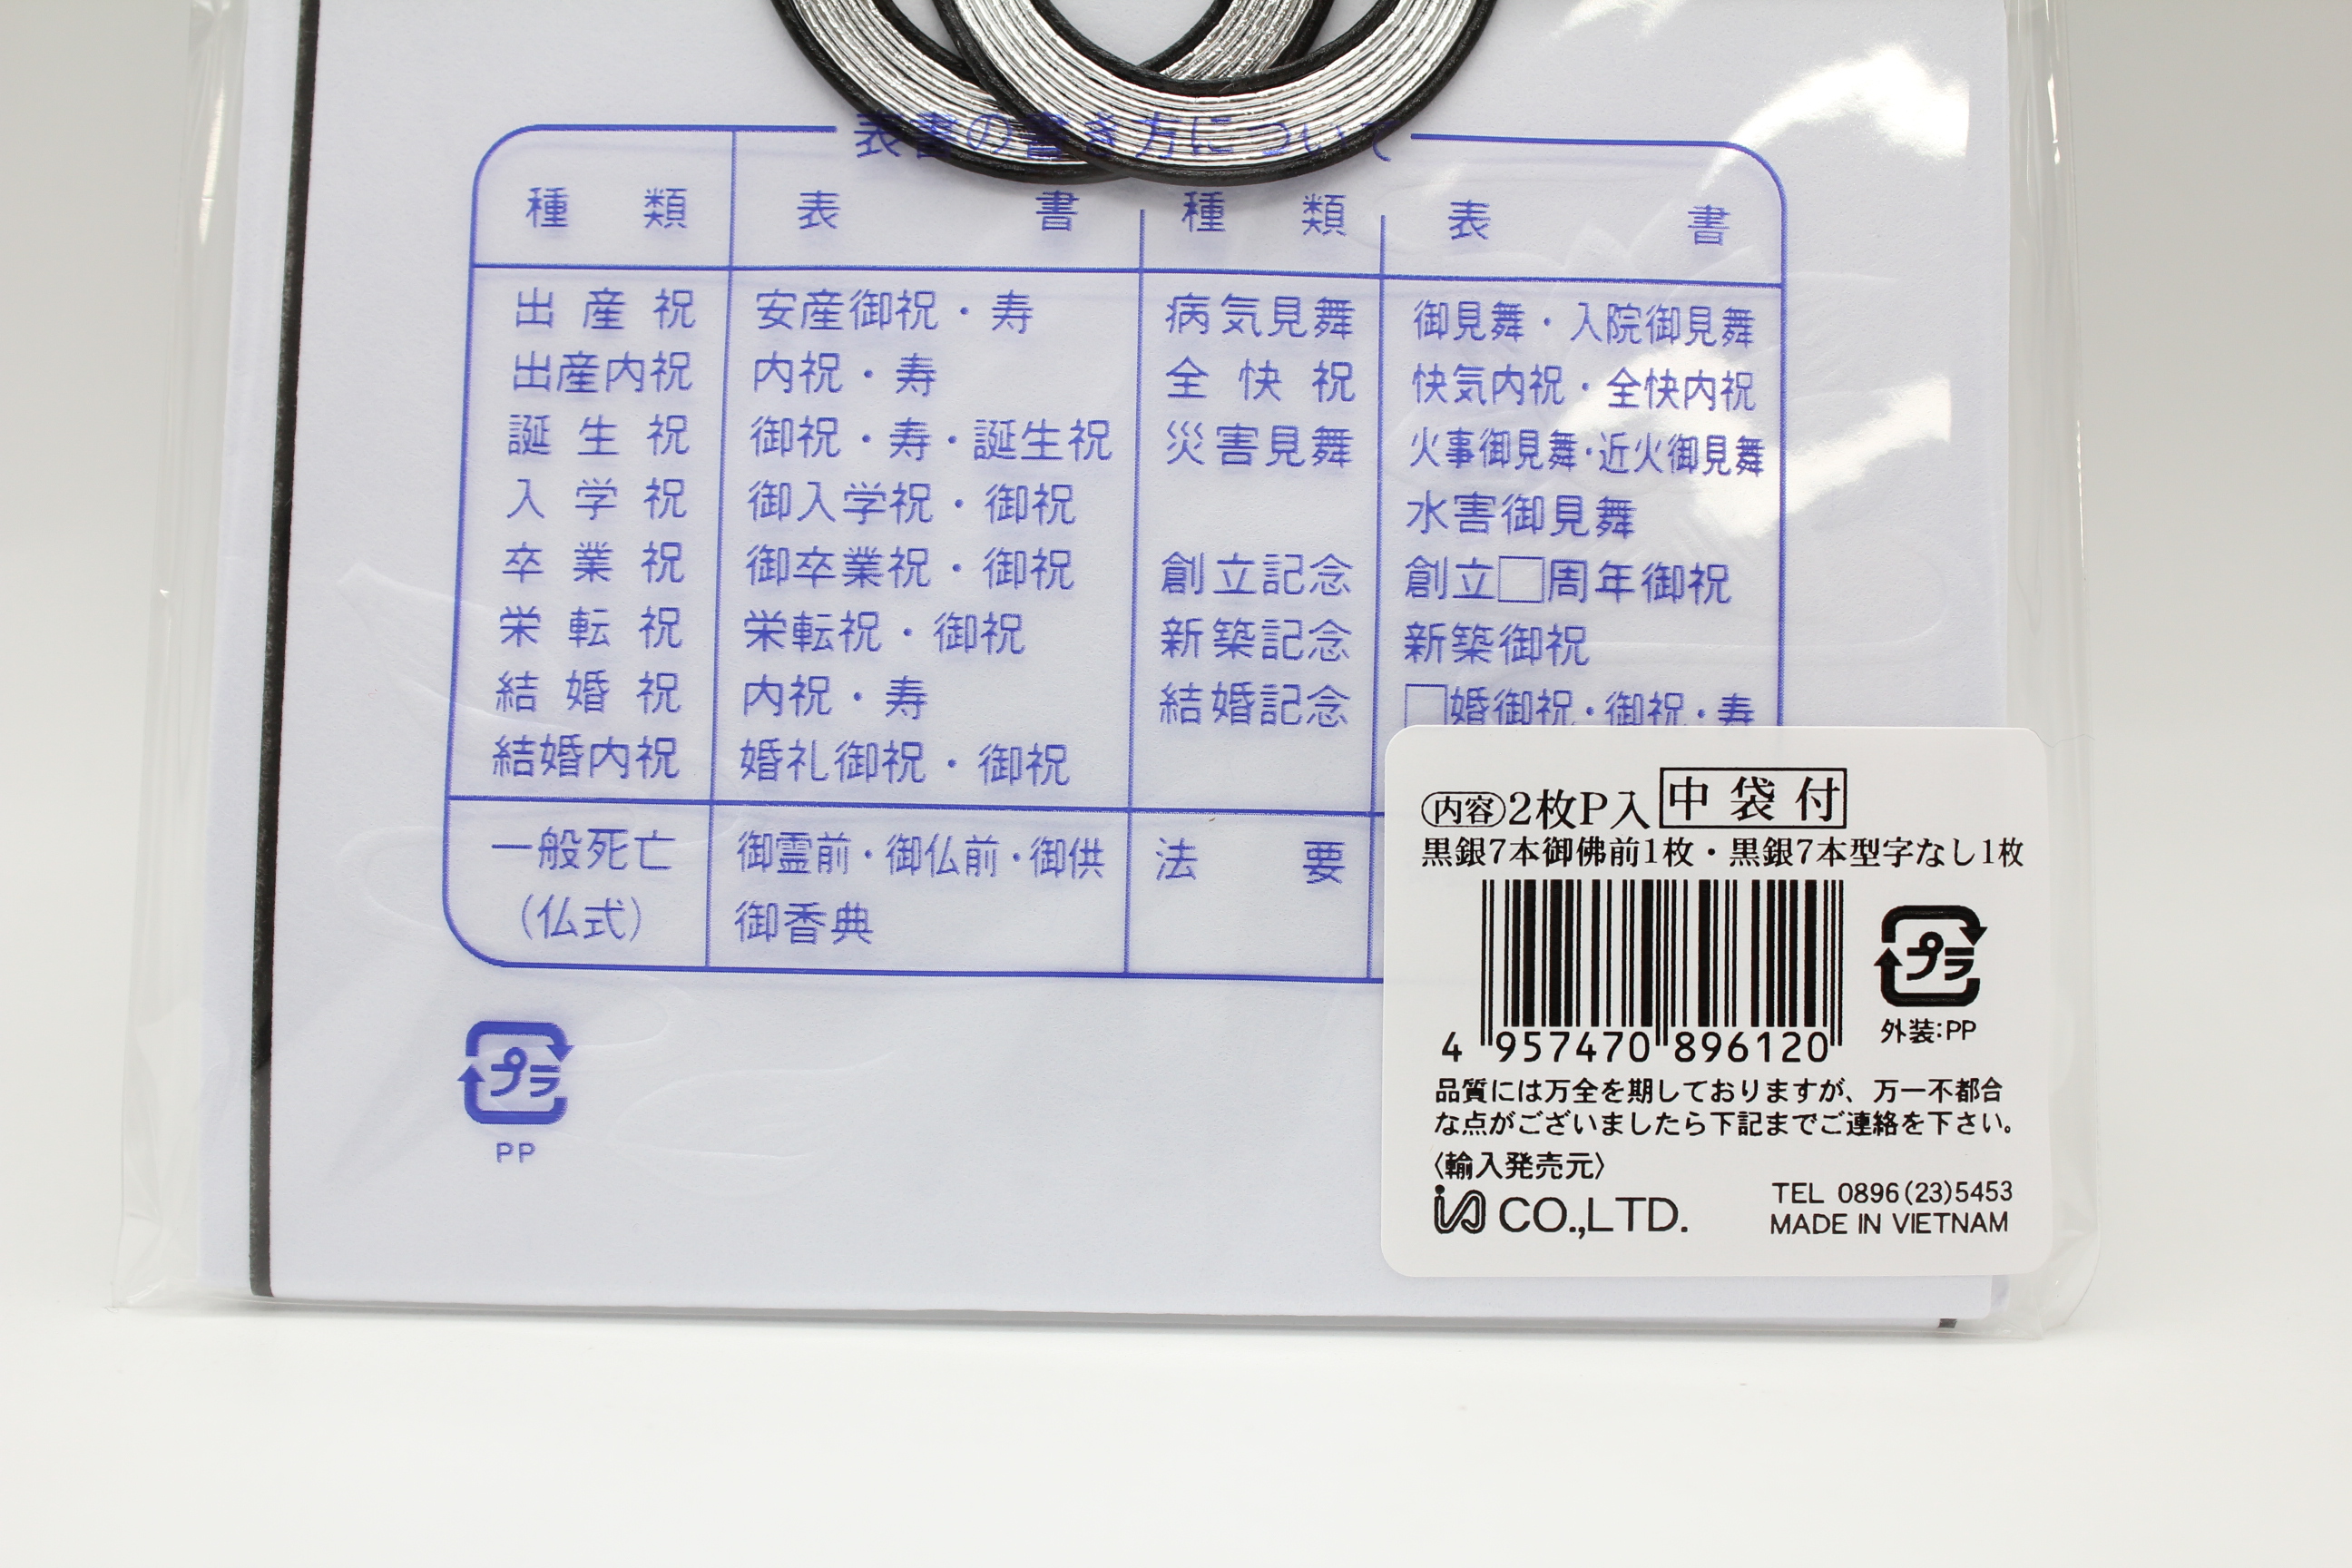 表書の書き方について
種類 表書 種類 表書
出産祝 安産御祝・寿 病気見舞 御見舞・入院御見舞
出産内祝 内祝・寿 全快祝 快気内祝・全快内祝
誕生祝 御祝・寿・誕生祝 災害見舞 火事御見舞・近火御見舞
入学祝 御入学祝・御祝 水害御見舞
卒業祝 御卒業祝・御祝 創立記念 創立□周年御祝
栄転祝 栄転祝・御祝 新築記念 新築御祝
結婚祝 内祝・寿 結婚記念 □婚御祝・御祝・寿
結婚内祝 婚礼御祝・御祝
一般死亡 御霊前・御仏前・御供 法要
(仏式) 御香典
プラ
PP
内容 2枚P入 中袋付
黒銀7本御佛前1枚・黒銀7本型字なし1枚
4 957470 896120
プラ
外装:PP
品質には万全を期しておりますが、万一不都合
な点がございましたら下記までご連絡を下さい。
〈輸入発売元〉
CO.,LTD.
TEL 0896(23)5453
MADE IN VIETNAM